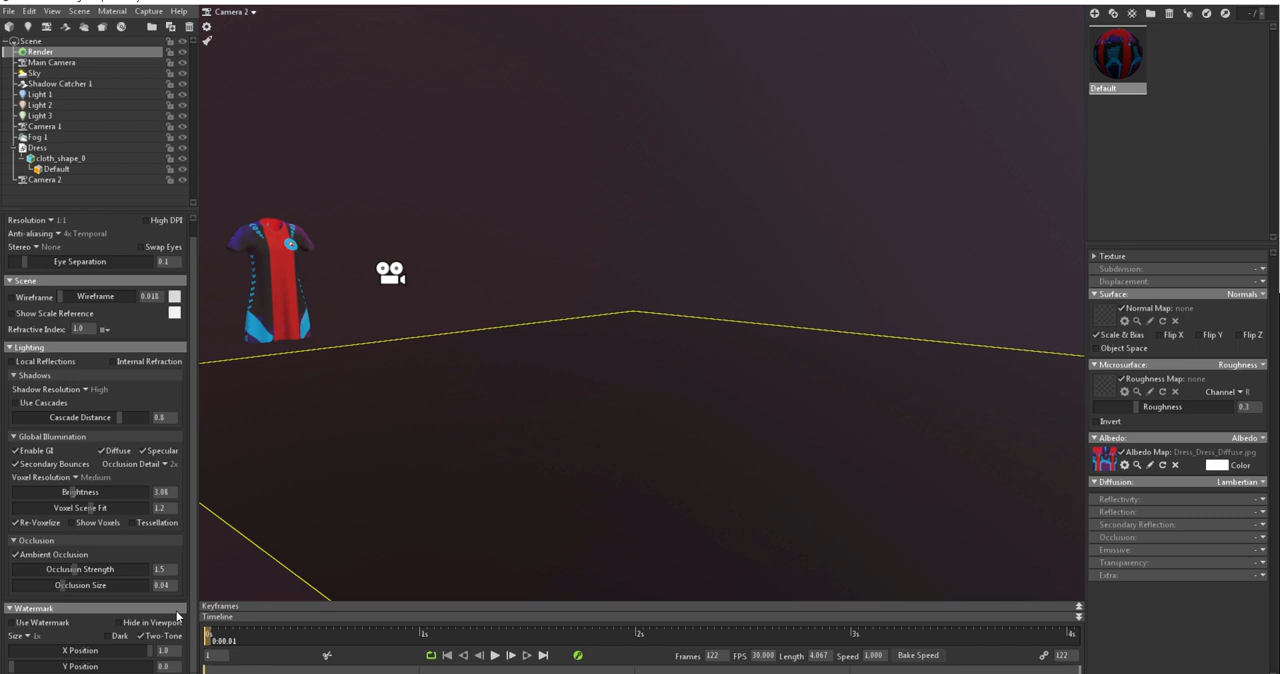 File Edit View Scene Material Capture Help
Camera 2
- / -
Scene
Render
Main Camera
Sky
Shadow Catcher 1
Light 1
Light 2
Light 3
Camera 1
Fog 1
Dress
cloth_shape_0
Default
Camera 2
Default
Resolution 1:1 High DPI
Anti-aliasing 4x Temporal
Stereo None Swap Eyes
Eye Separation 0.1
Scene
Wireframe Wireframe 0.018
Show Scale Reference
Refractive Index: 1.0
Lighting
Local Reflections Internal Refraction
Shadows
Shadow Resolution High
Use Cascades
Cascade Distance 0.8
Global Illumination
Enable GI Diffuse Specular
Secondary Bounces Occlusion Detail 2x
Voxel Resolution Medium
Brightness 3.08
Voxel Scene Fit 1.2
Re-Voxelize Show Voxels Tessellation
Occlusion
Ambient Occlusion
Occlusion Strength 1.5
Occlusion Size 0.04
Watermark
Use Watermark Hide in Viewport
Size 1x Dark Two-Tone
X Position 1.0
Y Position 0.0
Texture
Subdivision:
Displacement:
Surface: Normals
Normal Map: none
Scale & Bias Flip X Flip Y Flip Z
Object Space
Microsurface: Roughness
Roughness Map: none
Channel R
Roughness 0.3
Invert
Albedo: Albedo
Albedo Map: Dress_Dress_Diffuse.jpg
Color
Diffusion: Lambertian
Reflectivity:
Reflection:
Secondary Reflection:
Occlusion:
Emissive:
Transparency:
Extra:
Keyframes
Timeline
0s 1s 2s 3s 4s
0:00.01
1 Frames 122 FPS 30.000 Length 4.067 Speed 1.000 Bake Speed 122